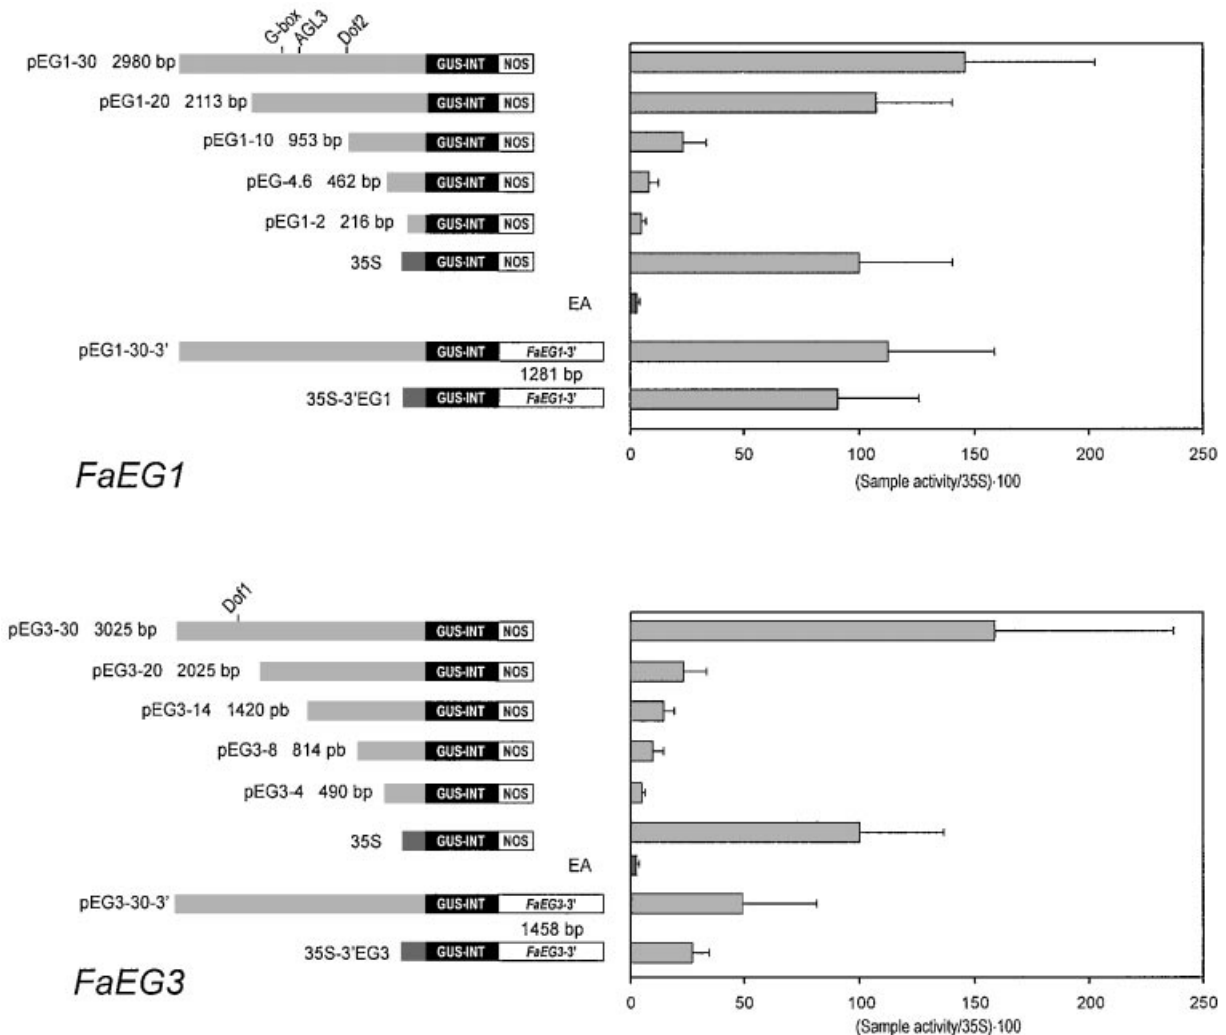 G-box AGL3 Dof2
pEG1-30 2980 bp GUS-INT NOS
pEG1-20 2113 bp GUS-INT NOS
pEG1-10 953 bp GUS-INT NOS
pEG-4.6 462 bp GUS-INT NOS
pEG1-2 216 bp GUS-INT NOS
35S GUS-INT NOS
EA
pEG1-30-3' GUS-INT FaEG1-3'
1281 bp
35S-3'EG1 GUS-INT FaEG1-3'
0 50 100 150 200 250
(Sample activity/35S)·100
FaEG1
Dof1
pEG3-30 3025 bp GUS-INT NOS
pEG3-20 2025 bp GUS-INT NOS
pEG3-14 1420 pb GUS-INT NOS
pEG3-8 814 pb GUS-INT NOS
pEG3-4 490 bp GUS-INT NOS
35S GUS-INT NOS
EA
pEG3-30-3' GUS-INT FaEG3-3'
1458 bp
35S-3'EG3 GUS-INT FaEG3-3'
FaEG3
0 50 100 150 200 250
(Sample activity/35S)·100